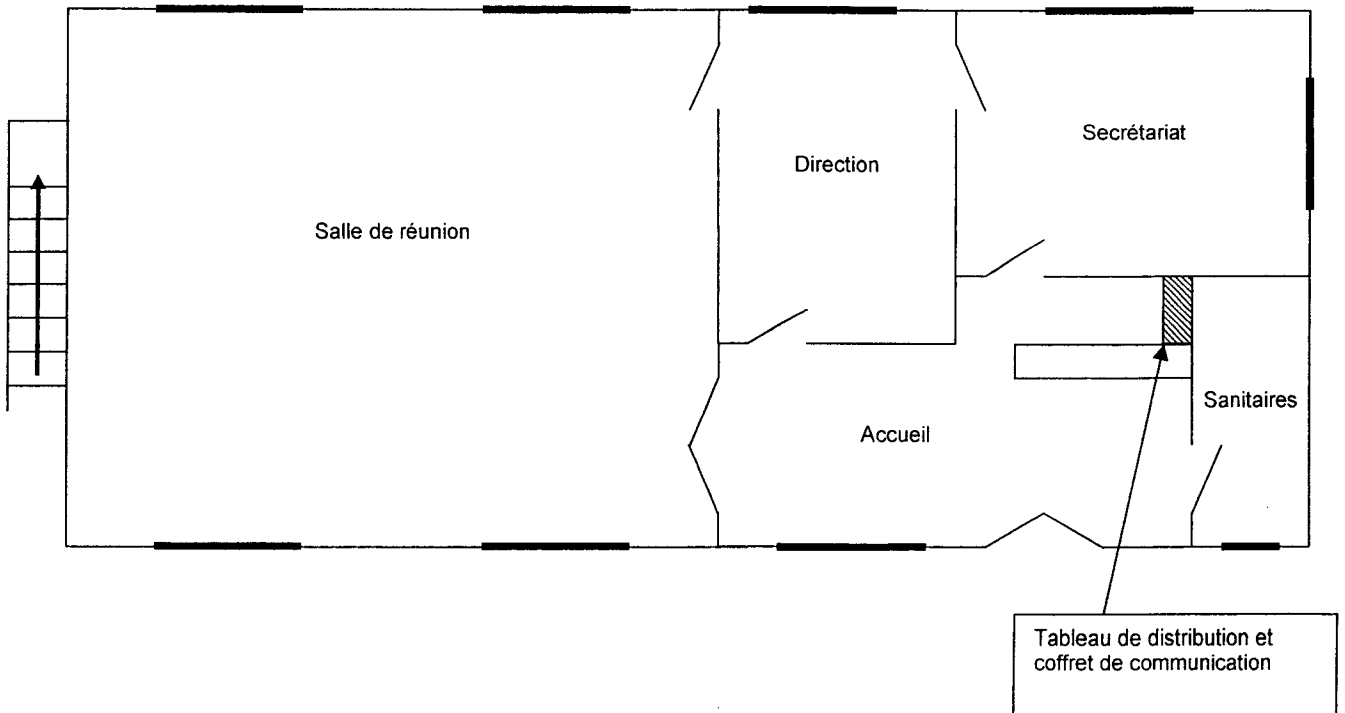 Secrétariat
Direction
Salle de réunion
Sanitaires
Accueil
Tableau de distribution et
coffret de communication